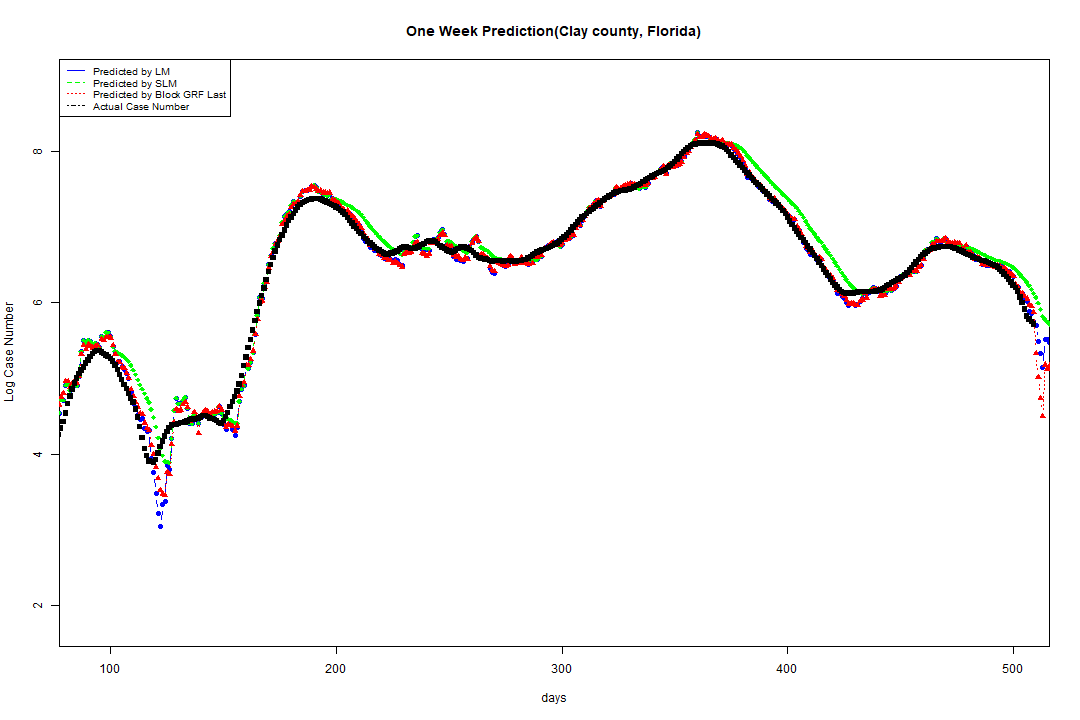 One Week Prediction(Clay county, Florida)
Predicted by LM
Predicted by SLM
Predicted by Block GRF Last
Actual Case Number
8
6
4
2
Log Case Number
100 200 300 400 500
days